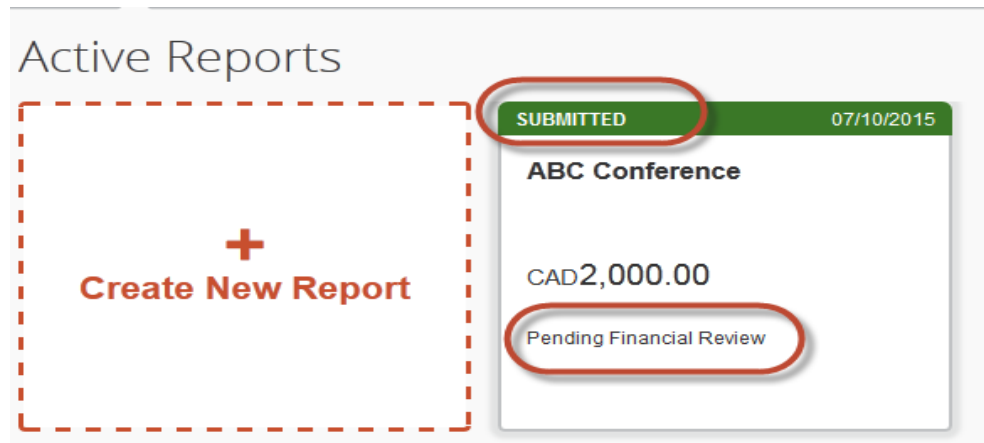 Active Reports
+
Create New Report
SUBMITTED 07/10/2015
ABC Conference
CAD2,000.00
Pending Financial Review